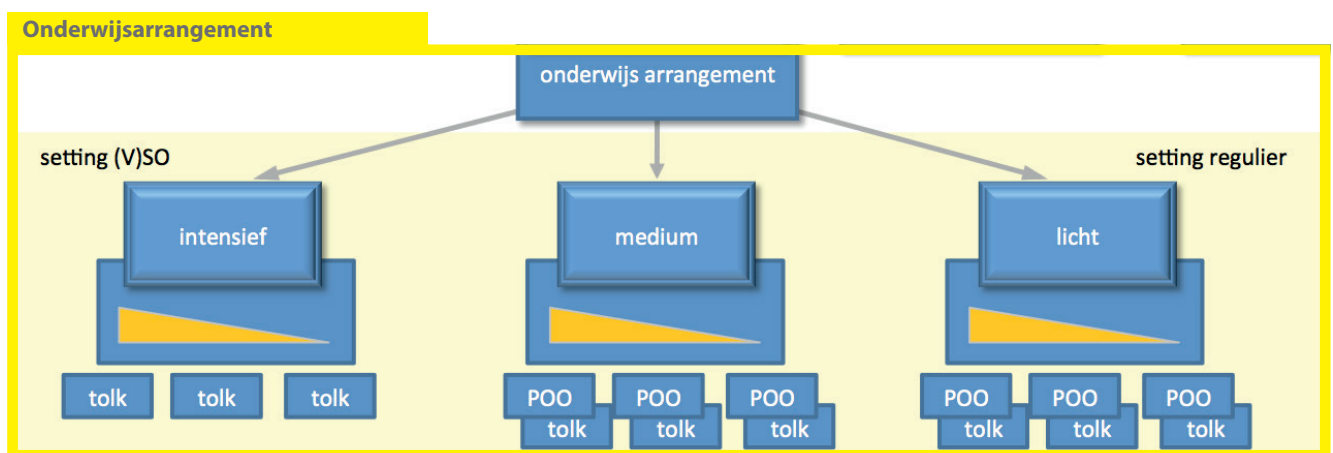 Onderwijsarrangement
onderwijs arrangement
setting (V)SO
setting regulier
intensief
medium
licht
tolk tolk tolk
POO POO POO
tolk tolk tolk
POO POO POO
tolk tolk tolk